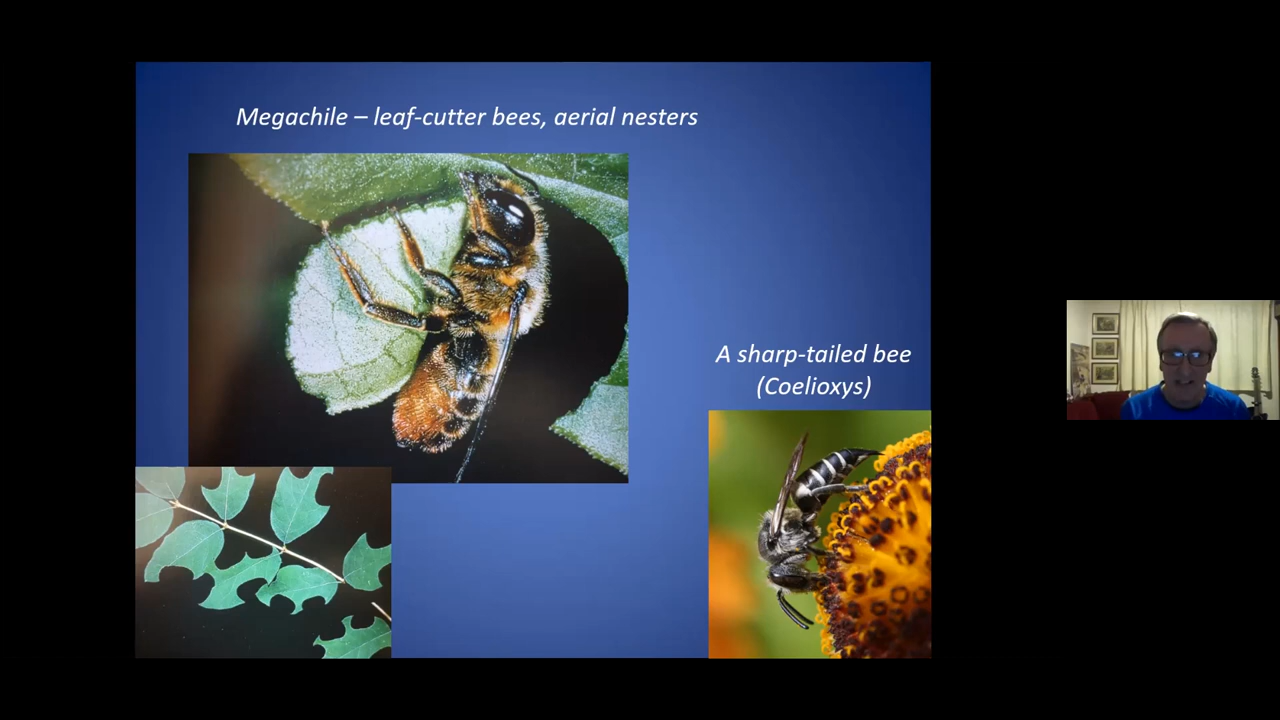 Megachile – leaf-cutter bees, aerial nesters
A sharp-tailed bee
(Coelioxys)